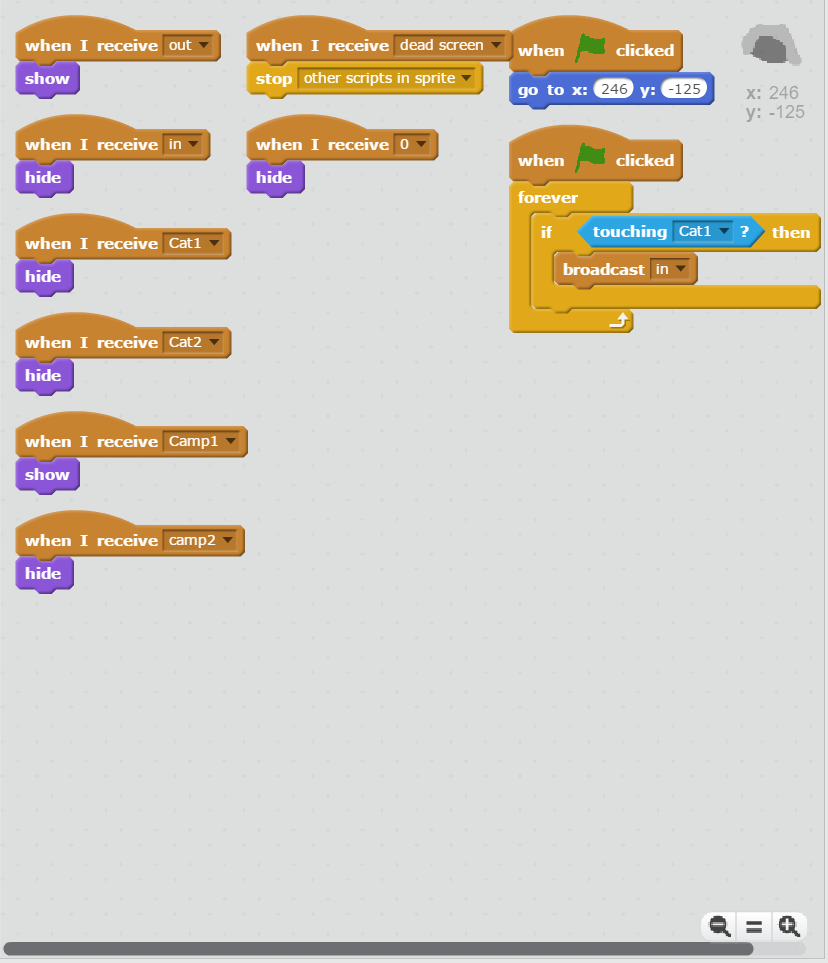 when I receive out
show
when I receive in
hide
when I receive Cat1
hide
when I receive Cat2
hide
when I receive Camp1
show
when I receive camp2
hide
when I receive dead screen
stop other scripts in sprite
when I receive 0
hide
when clicked
go to x: 246 y: -125
when clicked
forever
if touching Cat1 ? then
broadcast in
x: 246
y: -125